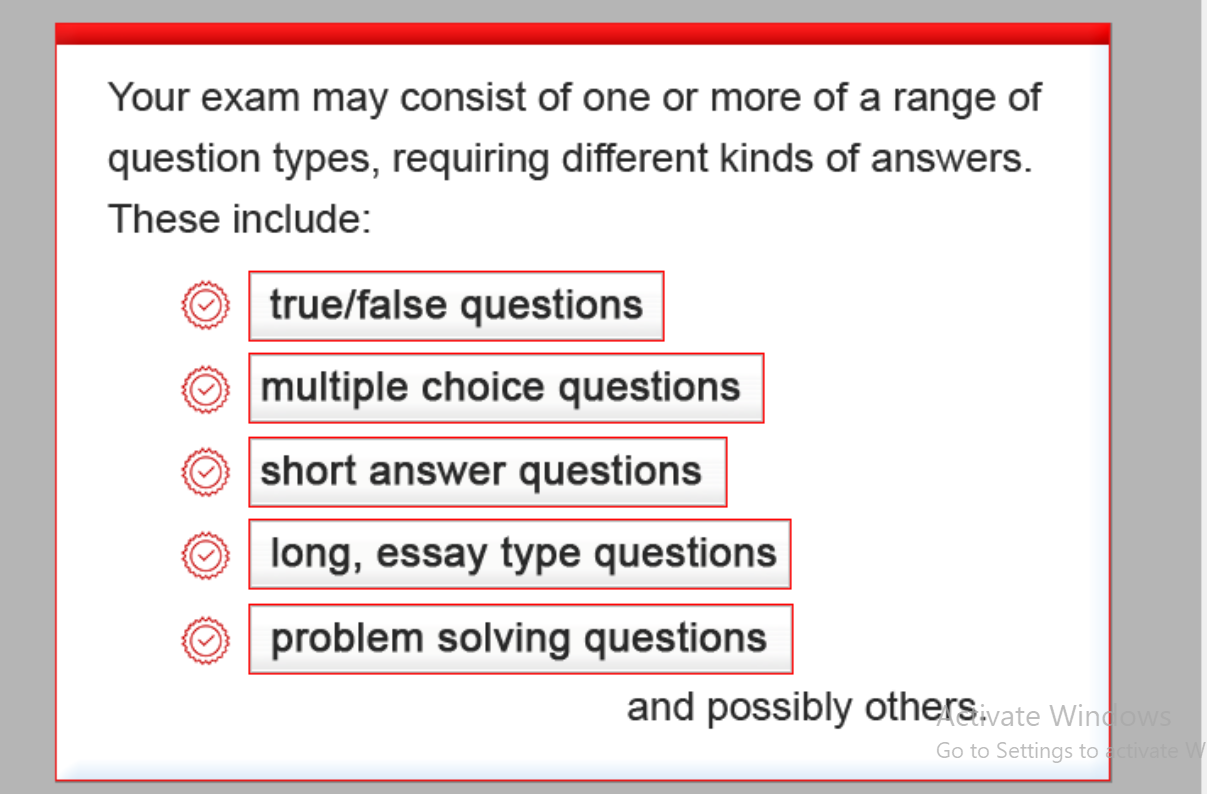 Your exam may consist of one or more of a range of
question types, requiring different kinds of answers.
These include:
true/false questions
multiple choice questions
short answer questions
long, essay type questions
problem solving questions
and possibly others.
Activate Windows
Go to Settings to activate W